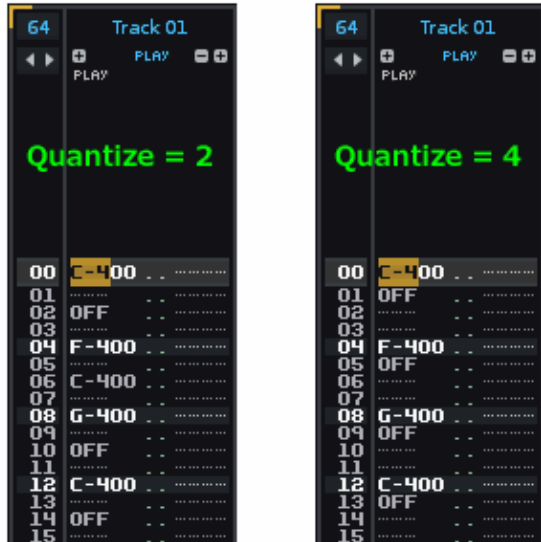 64 Track 01
PLAY
PLAY
Quantize = 2
00 C-400 .. ............
01 ......... .. ............
02 OFF .. ............
03 ......... .. ............
04 F-400 .. ............
05 ......... .. ............
06 C-400 .. ............
07 ......... .. ............
08 G-400 .. ............
09 ......... .. ............
10 OFF .. ............
11 ......... .. ............
12 C-400 .. ............
13 ......... .. ............
14 OFF .. ............
15 ......... .. ............
64 Track 01
PLAY
PLAY
Quantize = 4
00 C-400 .. ............
01 OFF .. ............
02 ......... .. ............
03 ......... .. ............
04 F-400 .. ............
05 OFF .. ............
06 ......... .. ............
07 ......... .. ............
08 G-400 .. ............
09 OFF .. ............
10 ......... .. ............
11 ......... .. ............
12 C-400 .. ............
13 OFF .. ............
14 ......... .. ............
15 ......... .. ............